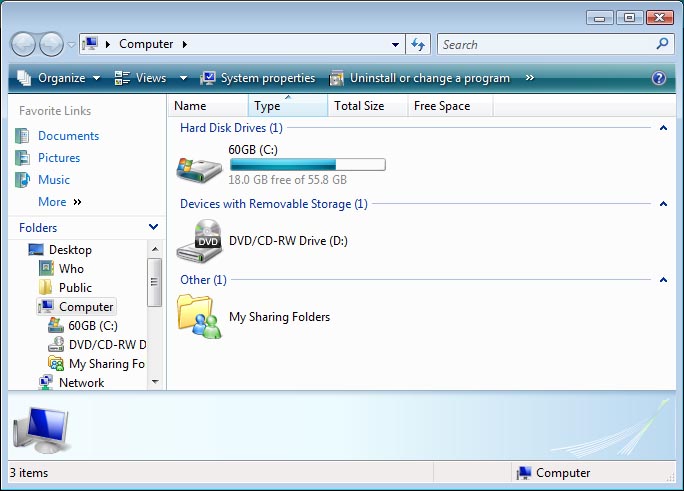 Computer
Search
Organize Views System properties Uninstall or change a program »
Favorite Links
Documents
Pictures
Music
More »
Folders
Desktop
Who
Public
Computer
60GB (C:)
DVD/CD-RW D
My Sharing Fo
Network
Name Type Total Size Free Space
Hard Disk Drives (1)
60GB (C:)
18.0 GB free of 55.8 GB
Devices with Removable Storage (1)
DVD
DVD/CD-RW Drive (D:)
Other (1)
My Sharing Folders
3 items
Computer